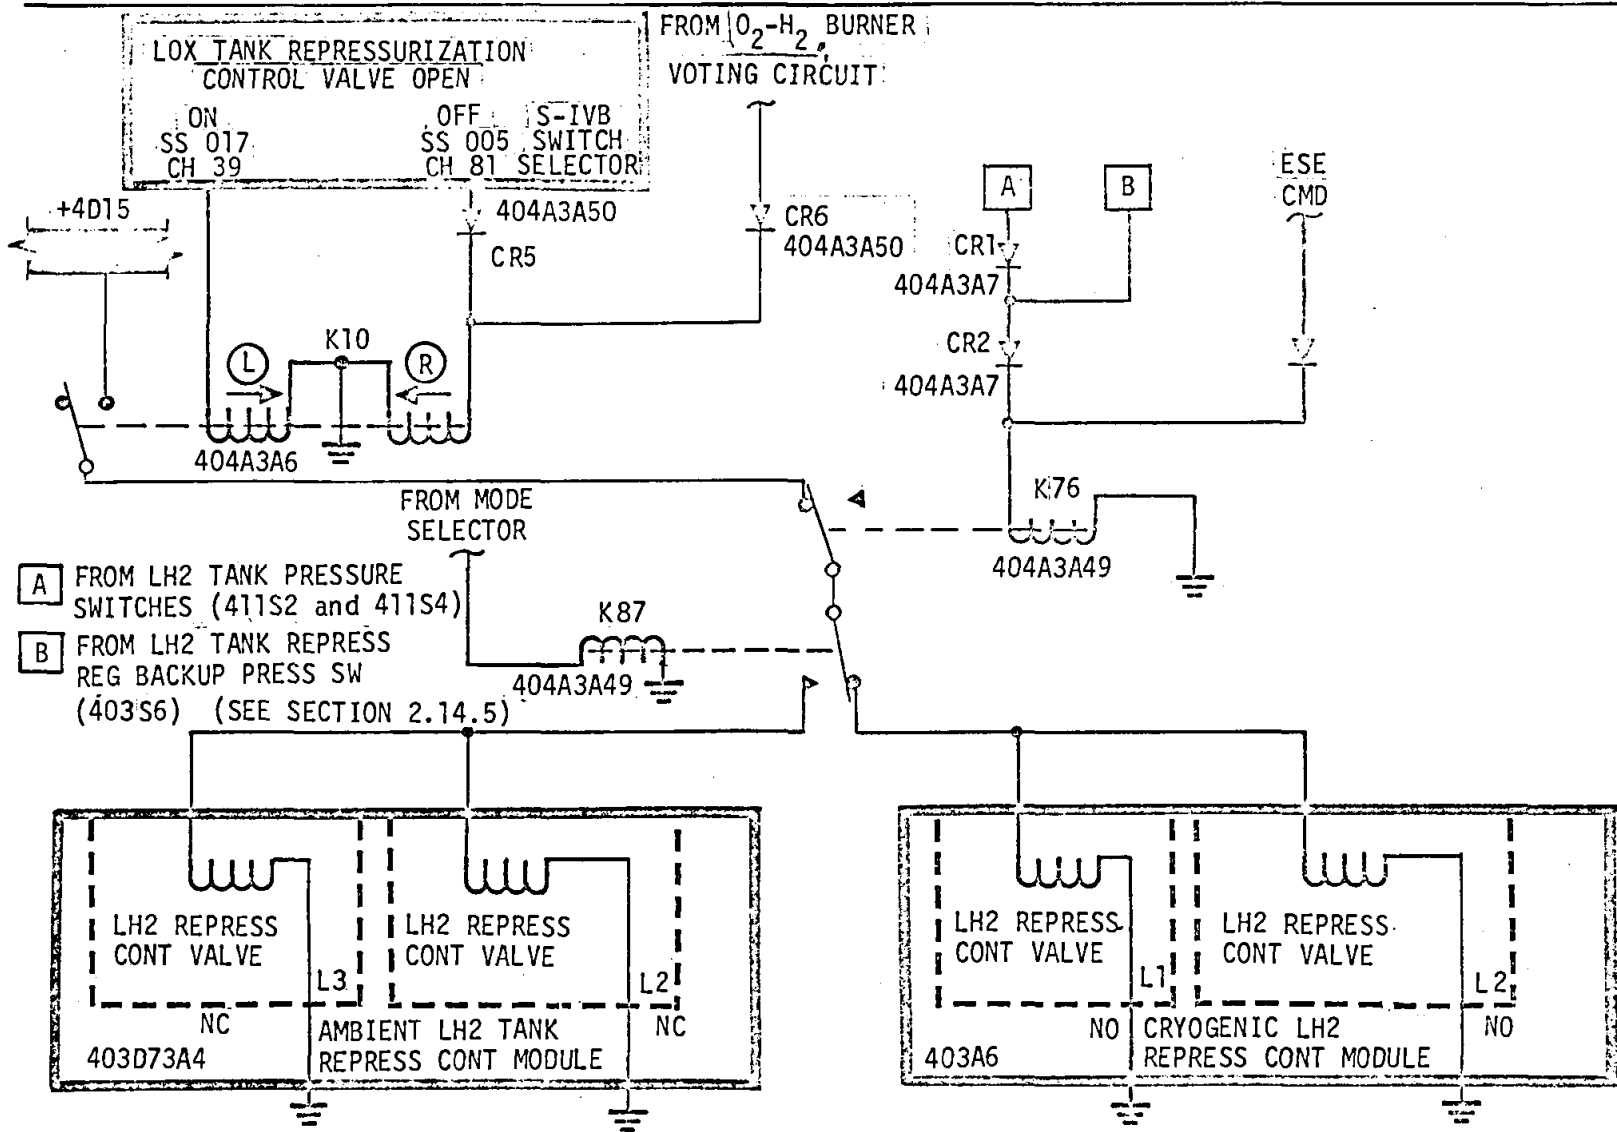 LOX TANK REPRESSURIZATION
CONTROL VALVE OPEN
ON
SS 017
CH 39
OFF
SS 005
CH 81
S-IVB
SWITCH
SELECTOR
FROM O2-H2 BURNER
VOTING CIRCUIT
+4D15
404A3A50
CR5
CR6
404A3A50
A
B
ESE
CMD
CR1
404A3A7
CR2
404A3A7
L
K10
R
404A3A6
FROM MODE
SELECTOR
K76
404A3A49
A FROM LH2 TANK PRESSURE
SWITCHES (411S2 and 411S4)
B FROM LH2 TANK REPRESS
REG BACKUP PRESS SW
(403S6) (SEE SECTION 2.14.5)
K87
404A3A49
LH2 REPRESS
CONT VALVE
L3
NC
LH2 REPRESS
CONT VALVE
L2
NC
403D73A4
AMBIENT LH2 TANK
REPRESS CONT MODULE
LH2 REPRESS
CONT VALVE
L1
NO
LH2 REPRESS
CONT VALVE
L2
NO
403A6
CRYOGENIC LH2
REPRESS CONT MODULE